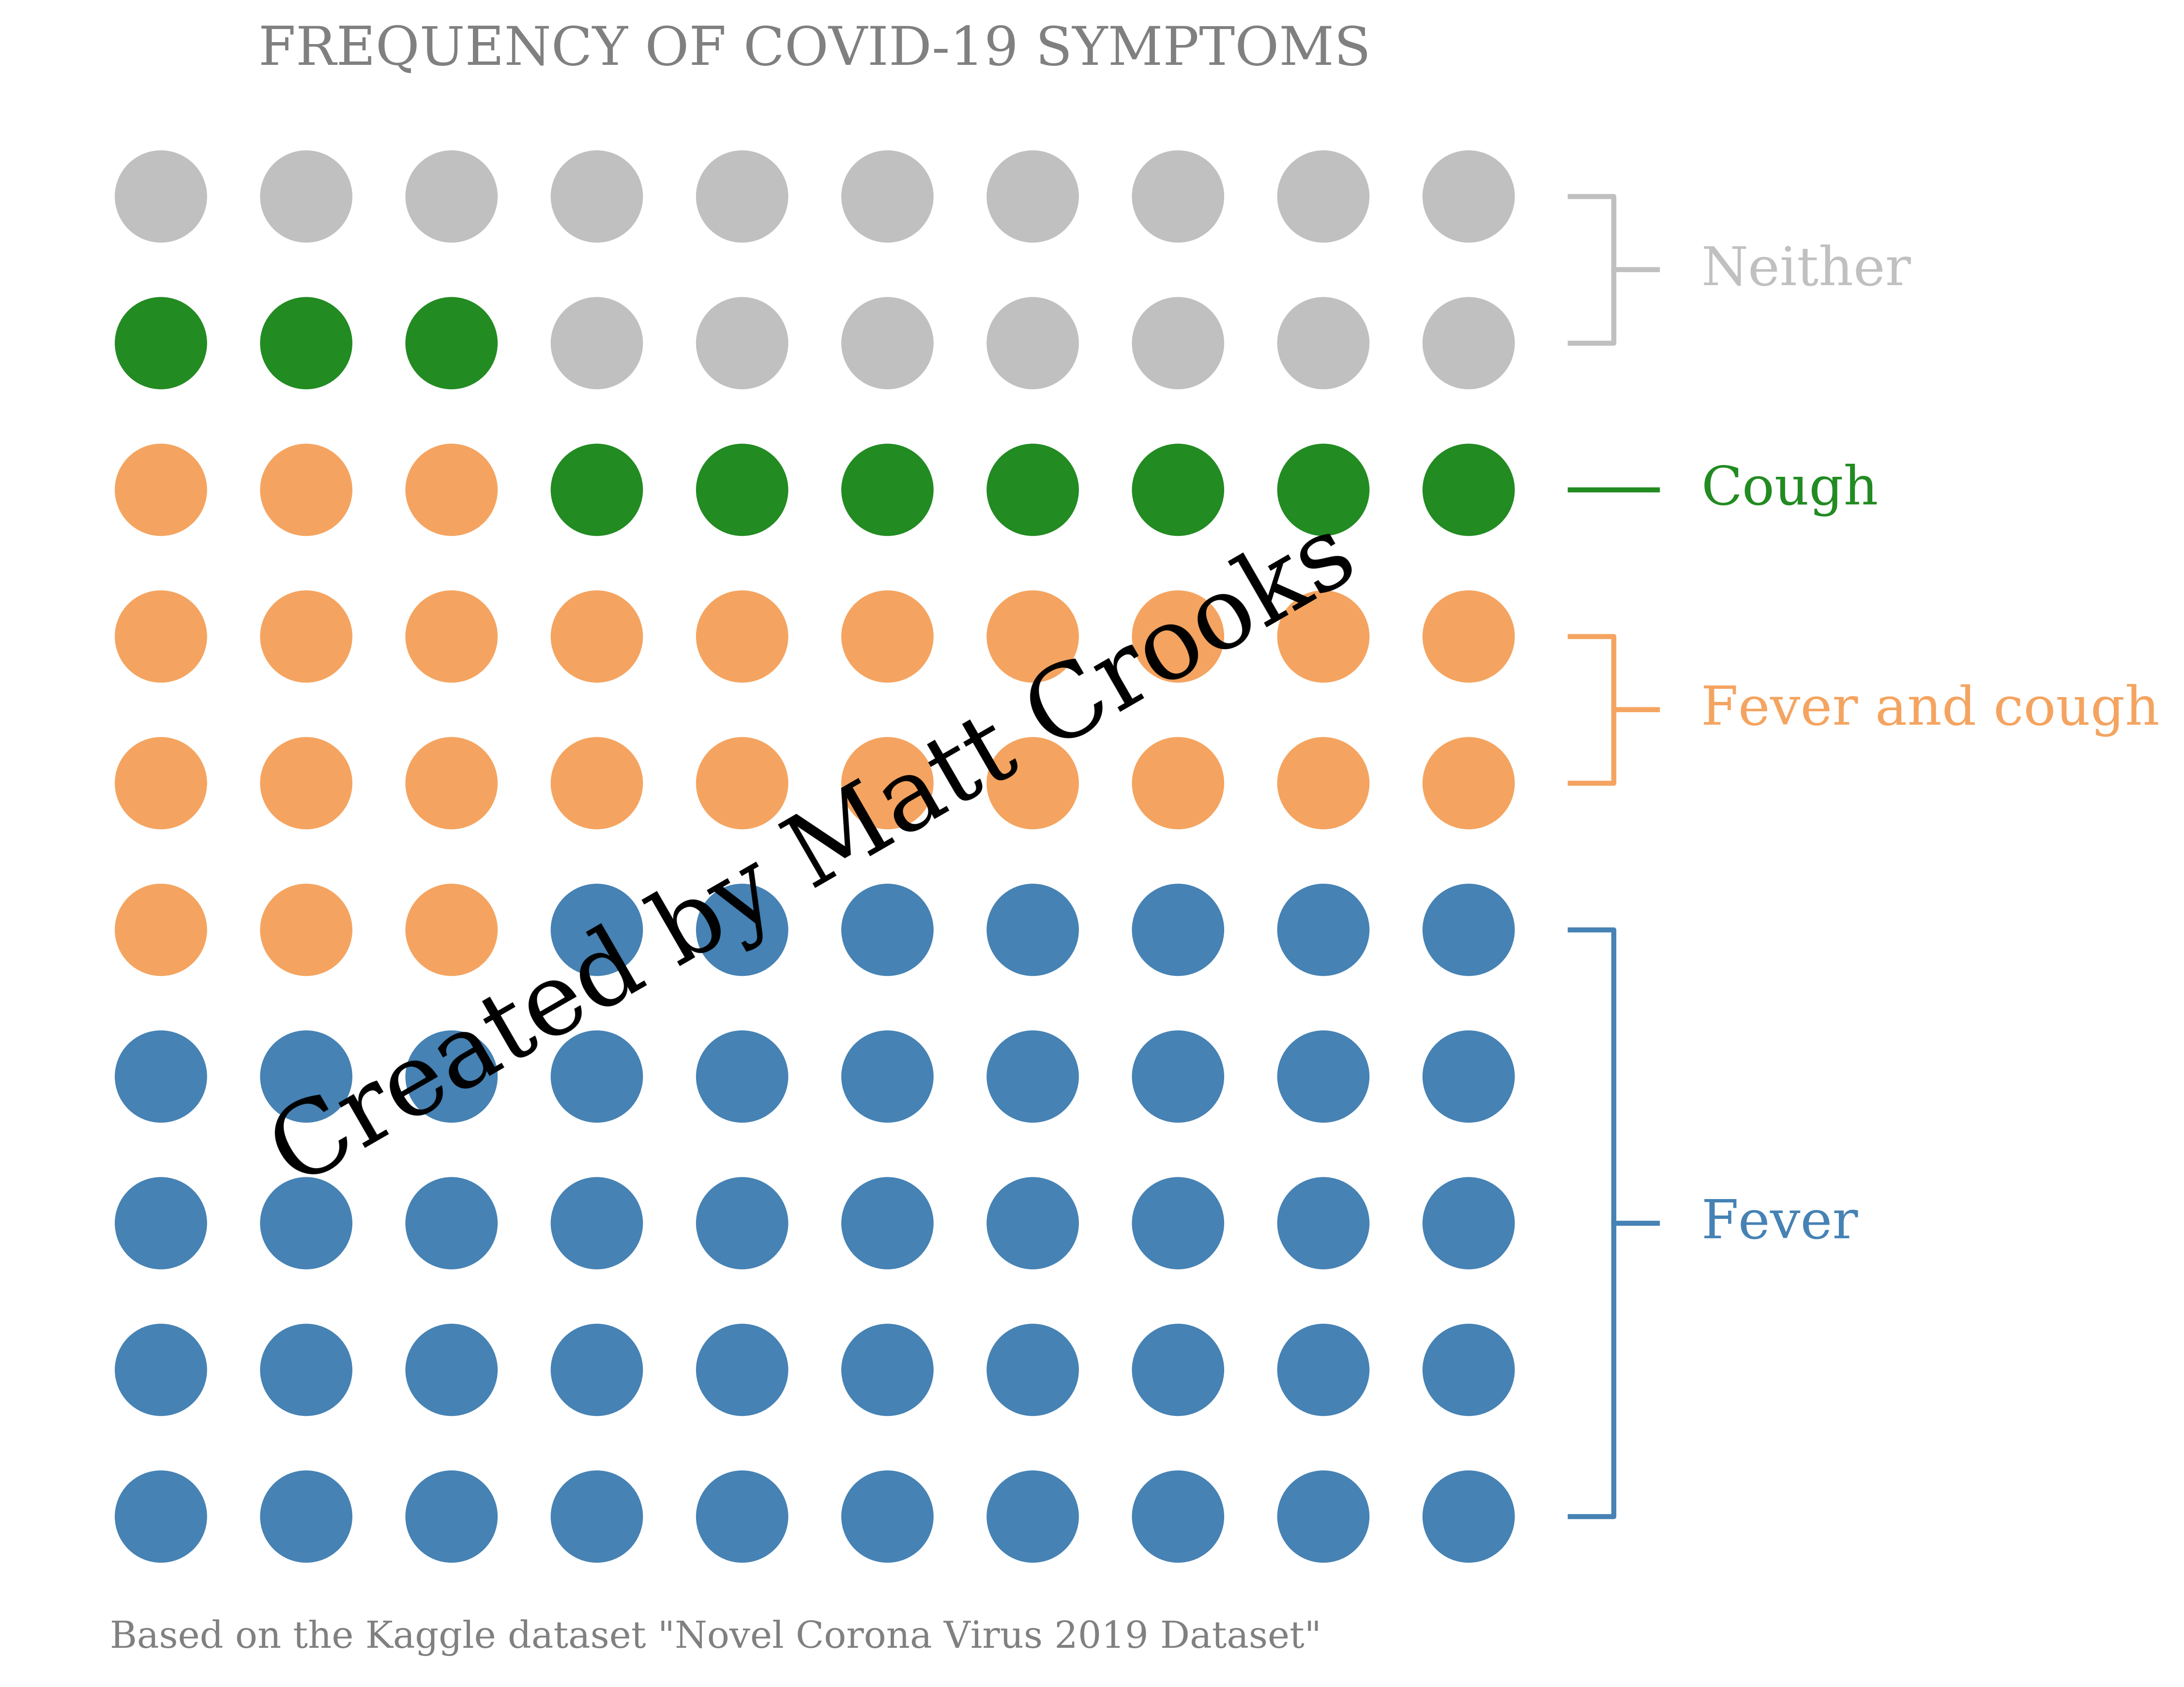 FREQUENCY OF COVID-19 SYMPTOMS
Neither
Cough
Fever and cough
Created by Matt Crooks
Fever
Based on the Kaggle dataset "Novel Corona Virus 2019 Dataset"